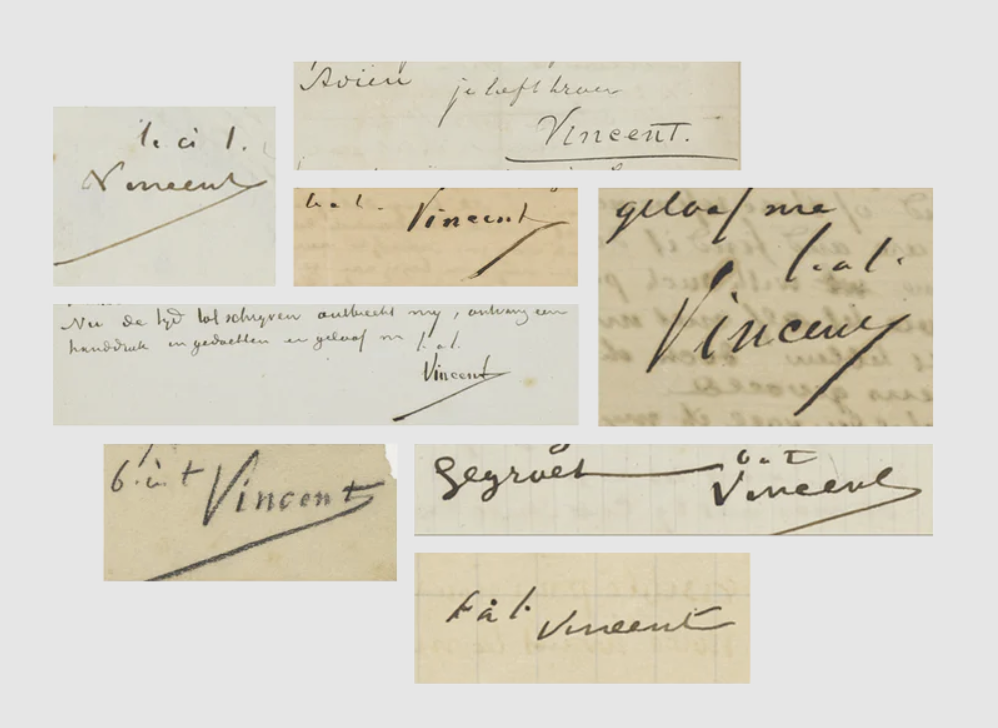 Adieu
je liefh. broer
Vincent.
t. à t.
Vincent
t. à t. Vincent
geloof me
t. à t.
Vincent
Nu de tijd tot schrijven ontbreekt mij, ontvang een
handdruk in gedachten en geloof me t. à t.
Vincent
t. à t. Vincent
Gegroet t. à t.
Vincent
t. à t. Vincent